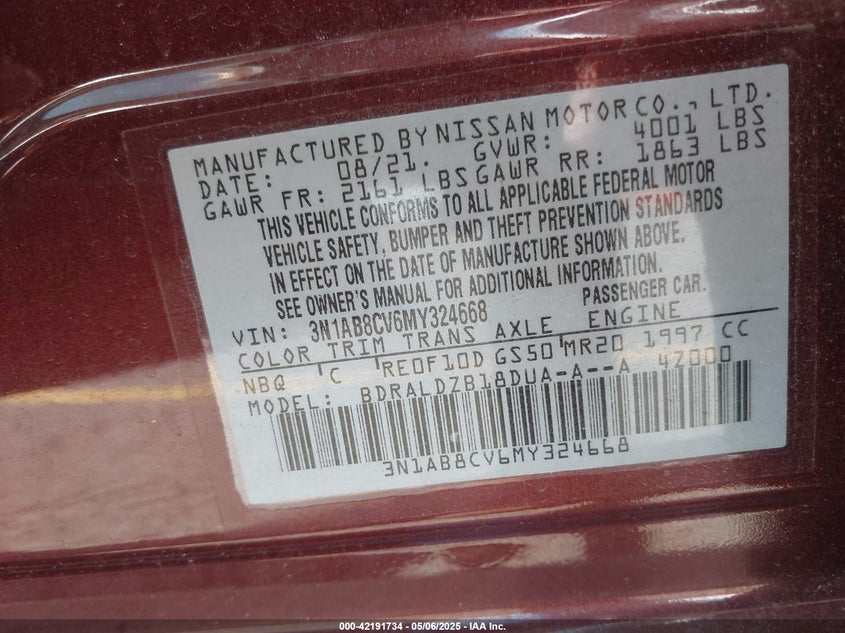 MANUFACTURED BY NISSAN MOTOR CO., LTD.
DATE: 08/21. GVWR: 4001 LBS
GAWR FR: 2161 LBS GAWR RR: 1863 LBS
THIS VEHICLE CONFORMS TO ALL APPLICABLE FEDERAL MOTOR
VEHICLE SAFETY, BUMPER AND THEFT PREVENTION STANDARDS
IN EFFECT ON THE DATE OF MANUFACTURE SHOWN ABOVE.
SEE OWNER'S MANUAL FOR ADDITIONAL INFORMATION.
VIN: 3N1AB8CV6MY324668 PASSENGER CAR.
COLOR TRIM TRANS AXLE ENGINE
NBQ 'C 'RE0F10D GS50'MR20 1997 CC
MODEL: BDRALDZB18DUA-A--A 4Z000
3N1AB8CV6MY324668
000-42191734 - 05/06/2025 - IAA Inc.